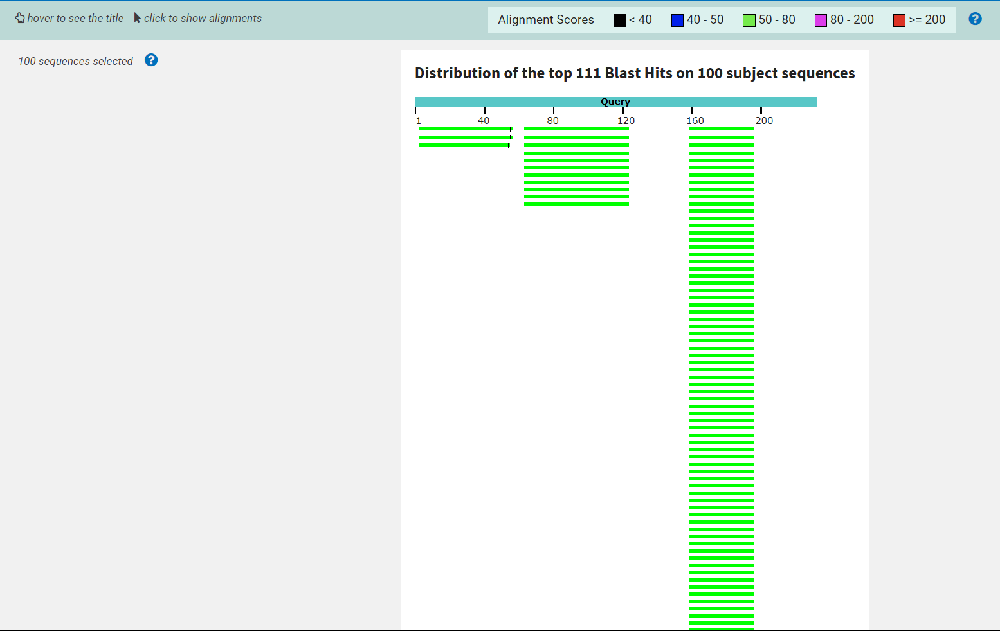 hover to see the title click to show alignments
Alignment Scores < 40 40 - 50 50 - 80 80 - 200 >= 200 ?
100 sequences selected ?
Distribution of the top 111 Blast Hits on 100 subject sequences
Query
1 40 80 120 160 200